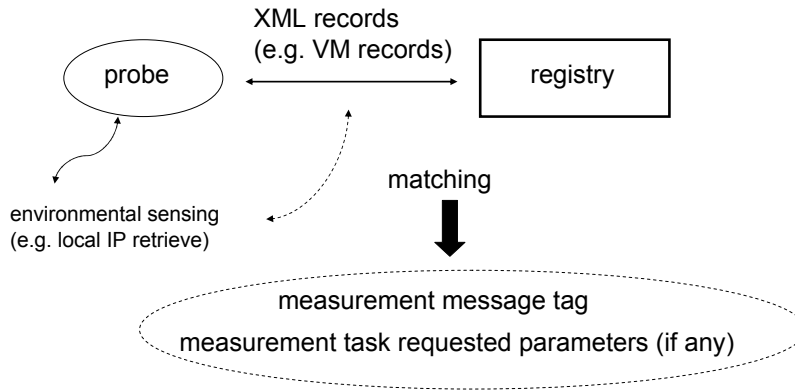 XML records
(e.g. VM records)
probe
registry
matching
environmental sensing
(e.g. local IP retrieve)
measurement message tag
measurement task requested parameters (if any)